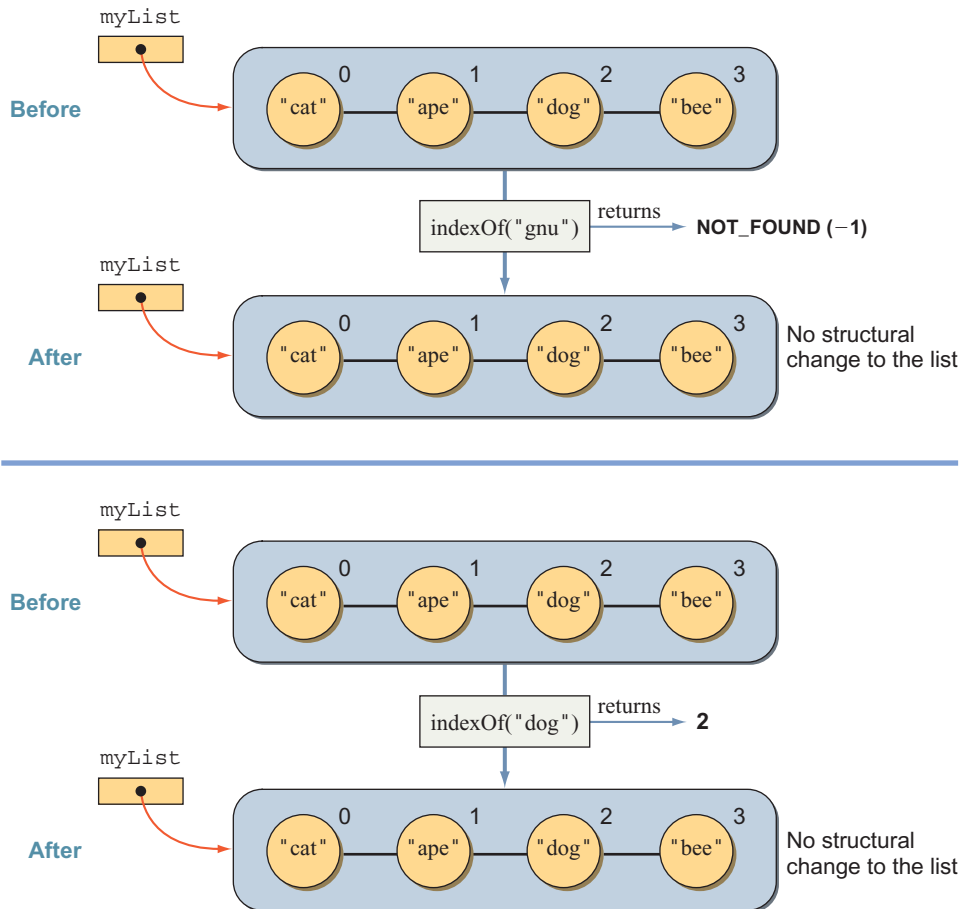 myList
Before
0 1 2 3
"cat" "ape" "dog" "bee"
indexOf("gnu")
returns
NOT_FOUND (−1)
myList
After
0 1 2 3
"cat" "ape" "dog" "bee"
No structural
change to the list
myList
Before
0 1 2 3
"cat" "ape" "dog" "bee"
indexOf("dog")
returns
2
myList
After
0 1 2 3
"cat" "ape" "dog" "bee"
No structural
change to the list